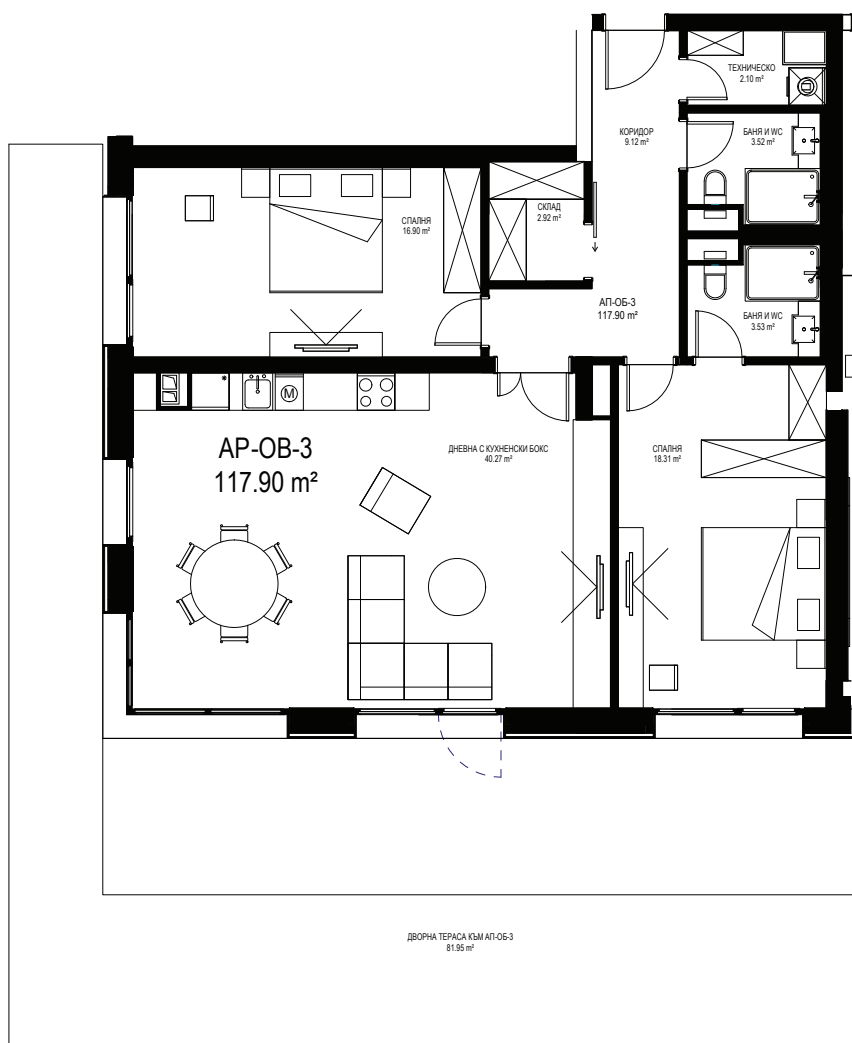 ТЕХНИЧЕСКО
2.10 m²
КОРИДОР
9.12 m²
БАНЯ И WC
3.52 m²
СПАЛНЯ
16.90 m²
СКЛАД
2.92 m²
АП-ОБ-3
117.90 m²
БАНЯ И WC
3.53 m²
M
AP-OB-3
117.90 m²
ДНЕВНА С КУХНЕНСКИ БОКС
40.27 m²
СПАЛНЯ
18.31 m²
ДВОРНА ТЕРАСА КЪМ АП-ОБ-3
81.95 m²